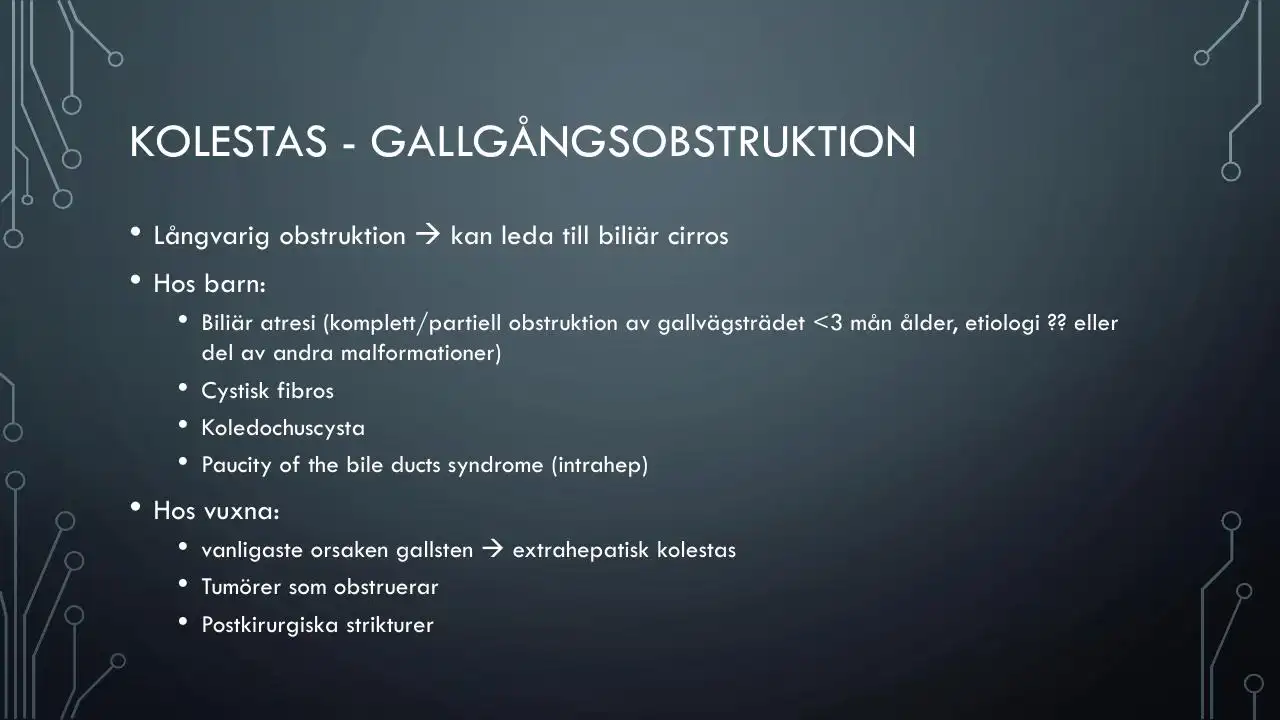 KOLESTAS - GALLGÅNGSOBSTRUKTION
• Långvarig obstruktion → kan leda till biliär cirros
• Hos barn:
• Biliär atresi (komplett/partiell obstruktion av gallvägsträdet <3 mån ålder, etiologi ?? eller
del av andra malformationer)
• Cystisk fibros
• Koledochuscysta
• Paucity of the bile ducts syndrome (intrahep)
• Hos vuxna:
• vanligaste orsaken gallsten → extrahepatisk kolestas
• Tumörer som obstruerar
• Postkirurgiska strikturer